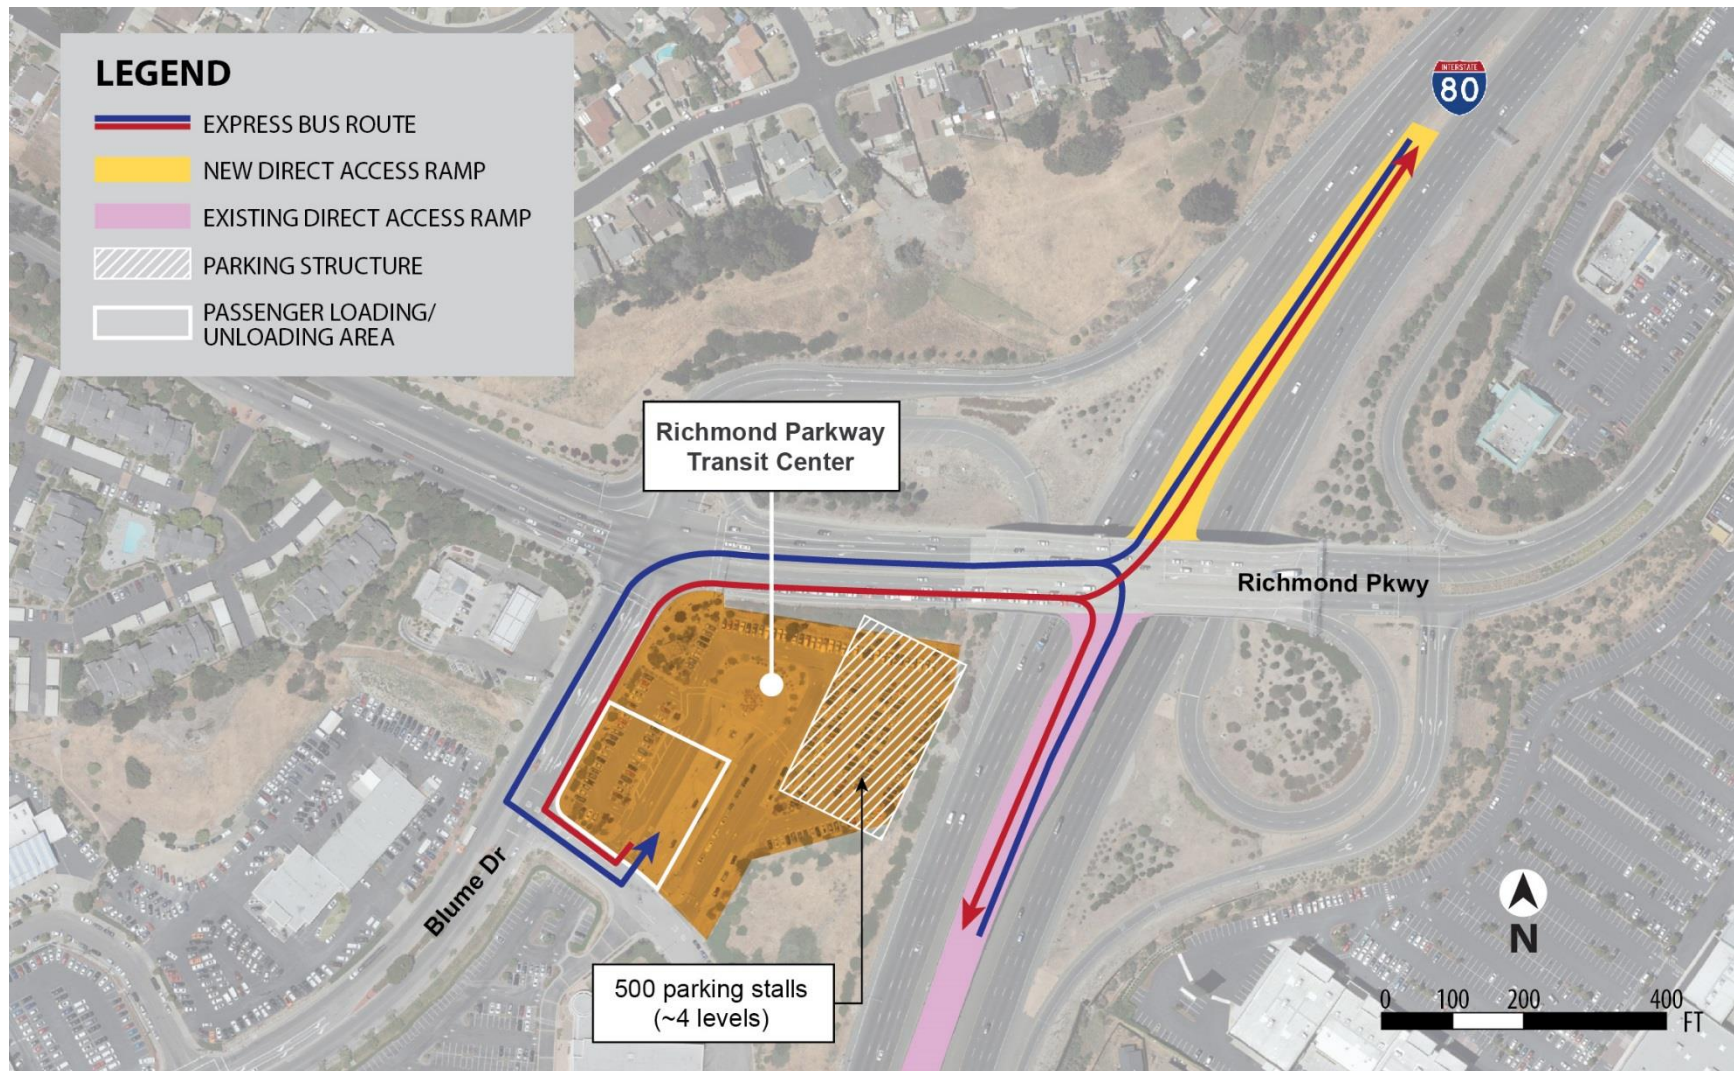 LEGEND
EXPRESS BUS ROUTE
NEW DIRECT ACCESS RAMP
EXISTING DIRECT ACCESS RAMP
PARKING STRUCTURE
PASSENGER LOADING/
UNLOADING AREA
INTERSTATE
80
Richmond Parkway
Transit Center
Richmond Pkwy
Blume Dr
500 parking stalls
(~4 levels)
N
0 100 200 400
FT